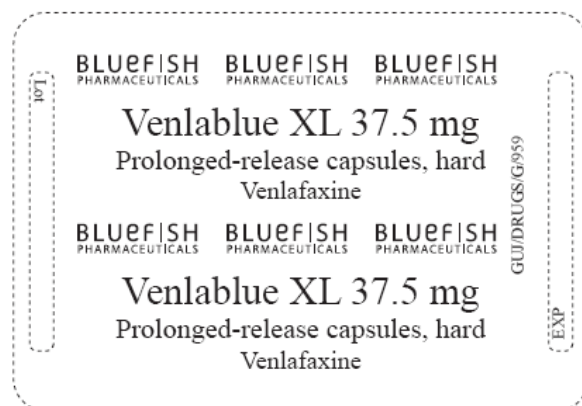 Lot
BLUeFISH BLUeFISH BLUeFISH
PHARMACEUTICALS PHARMACEUTICALS PHARMACEUTICALS
Venlablue XL 37.5 mg
Prolonged-release capsules, hard
Venlafaxine
BLUeFISH BLUeFISH BLUeFISH
PHARMACEUTICALS PHARMACEUTICALS PHARMACEUTICALS
Venlablue XL 37.5 mg
Prolonged-release capsules, hard
Venlafaxine
GUJ/DRUGS/G/959
EXP